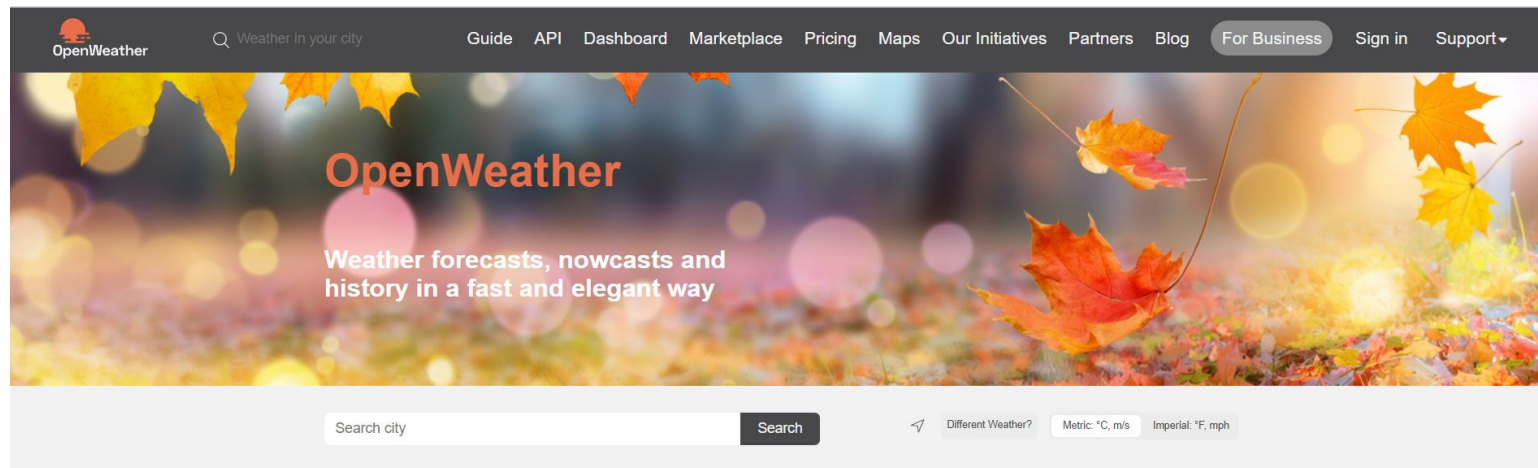 OpenWeather
Weather in your city
Guide API Dashboard Marketplace Pricing Maps Our Initiatives Partners Blog For Business Sign in Support
OpenWeather
Weather forecasts, nowcasts and
history in a fast and elegant way
Search city Search Different Weather? Metric: °C, m/s Imperial: °F, mph